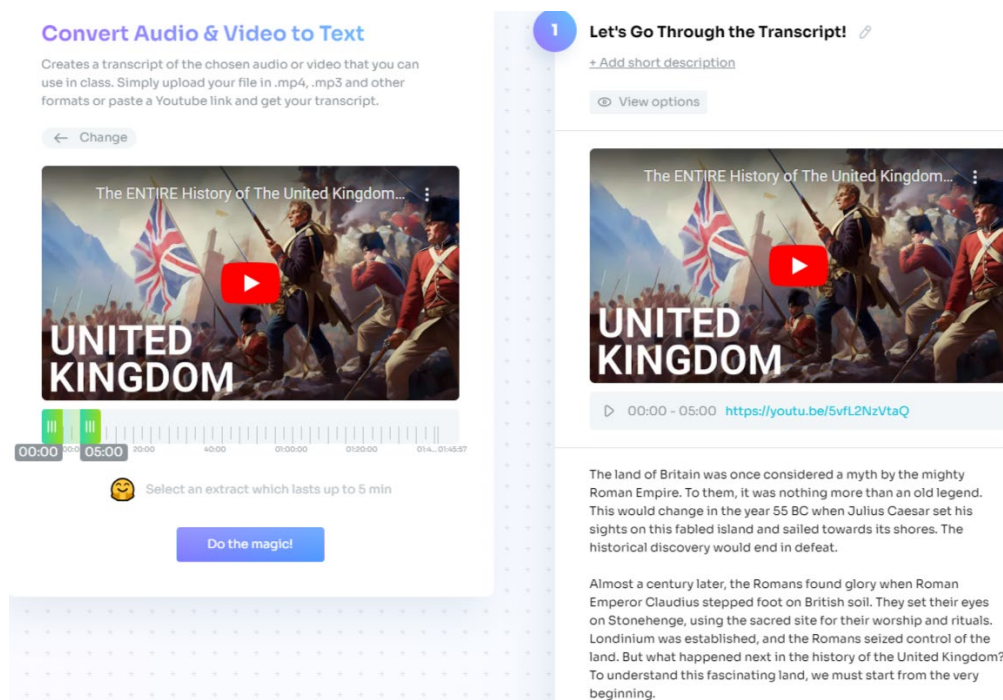 Convert Audio & Video to Text
Creates a transcript of the chosen audio or video that you can
use in class. Simply upload your file in .mp4, .mp3 and other
formats or paste a Youtube link and get your transcript.
← Change
The ENTIRE History of The United Kingdom...
UNITED
KINGDOM
00:00
05:00
20:00
40:00
01:00:00
01:20:00
01:4...
01:45:57
Select an extract which lasts up to 5 min
Do the magic!
1
Let's Go Through the Transcript!
+ Add short description
View options
The ENTIRE History of The United Kingdom...
UNITED
KINGDOM
00:00 - 05:00 https://youtu.be/5vfL2NzVtaQ
The land of Britain was once considered a myth by the mighty
Roman Empire. To them, it was nothing more than an old legend.
This would change in the year 55 BC when Julius Caesar set his
sights on this fabled island and sailed towards its shores. The
historical discovery would end in defeat.
Almost a century later, the Romans found glory when Roman
Emperor Claudius stepped foot on British soil. They set their eyes
on Stonehenge, using the sacred site for their worship and rituals.
Londinium was established, and the Romans seized control of the
land. But what happened next in the history of the United Kingdom?
To understand this fascinating land, we must start from the very
beginning.